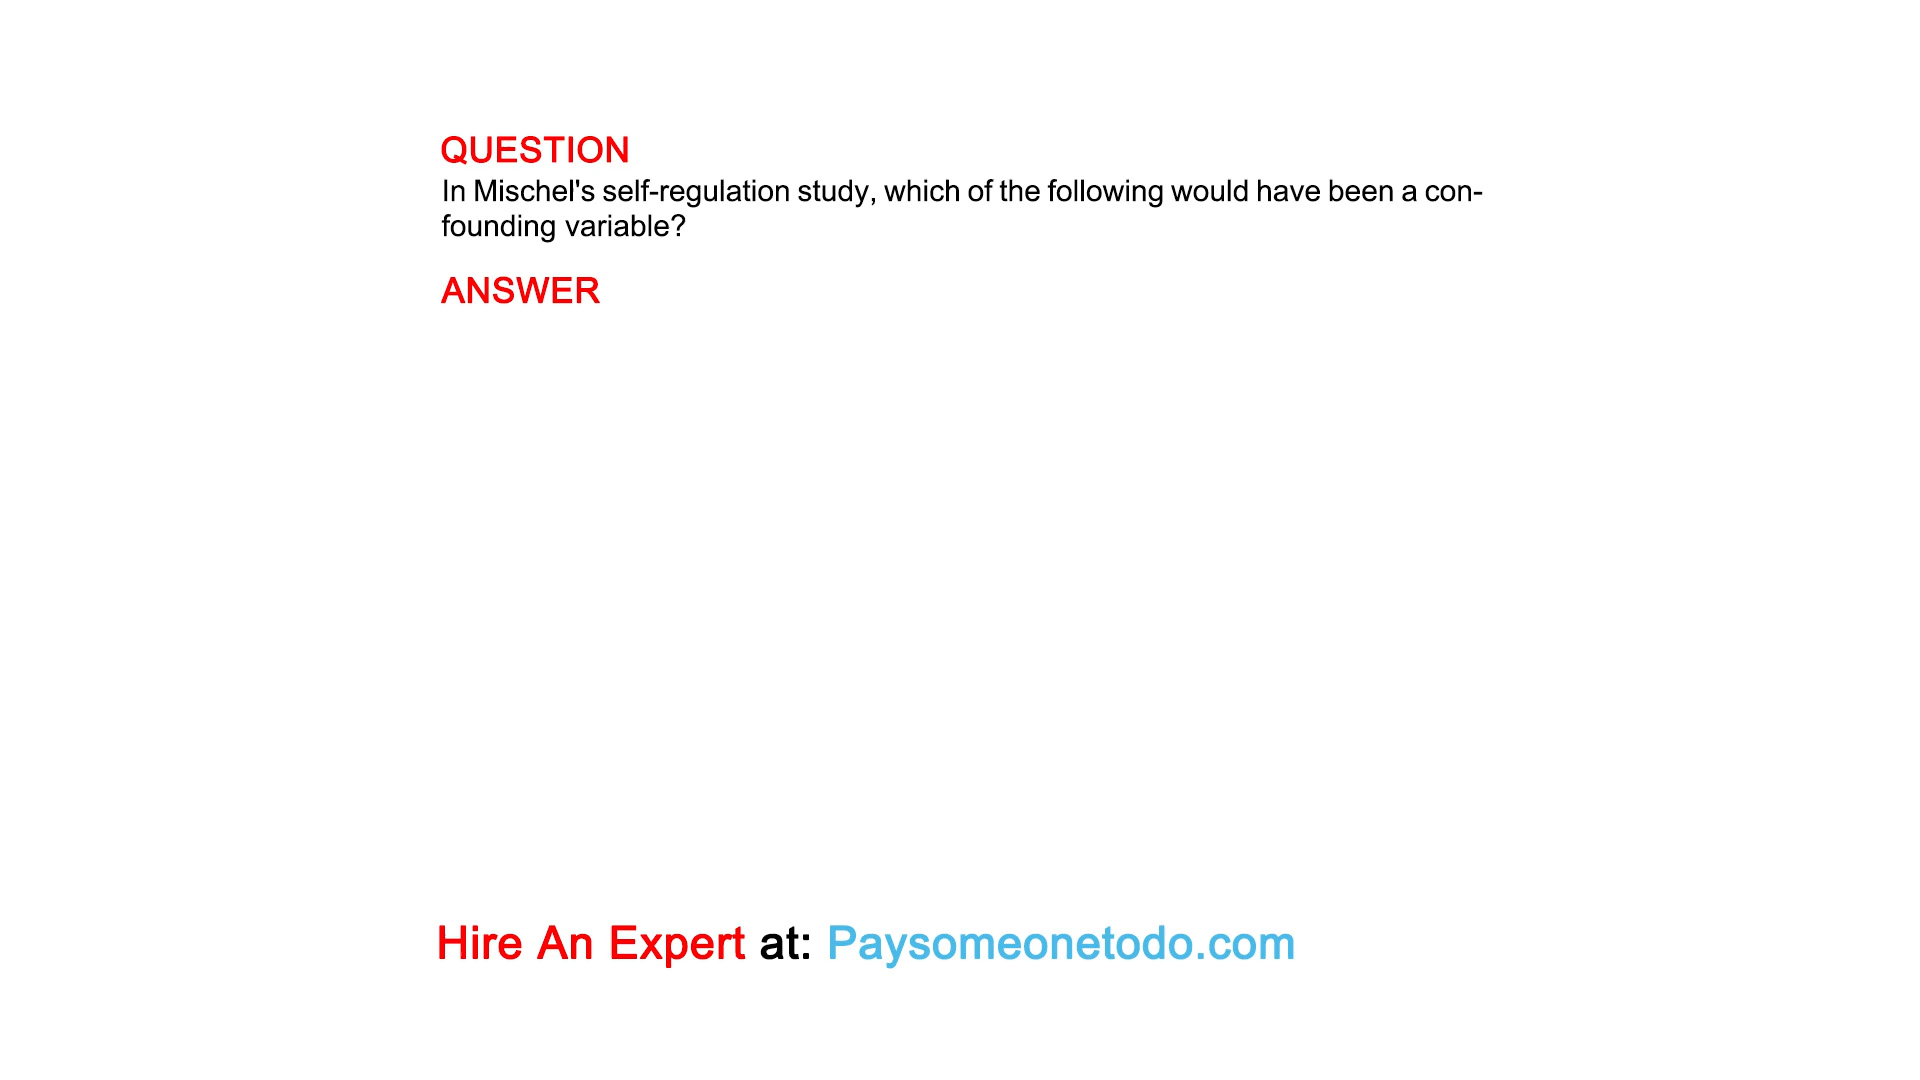 QUESTION
In Mischel's self-regulation study, which of the following would have been a con-
founding variable?
ANSWER
Hire An Expert at: Paysomeonetodo.com